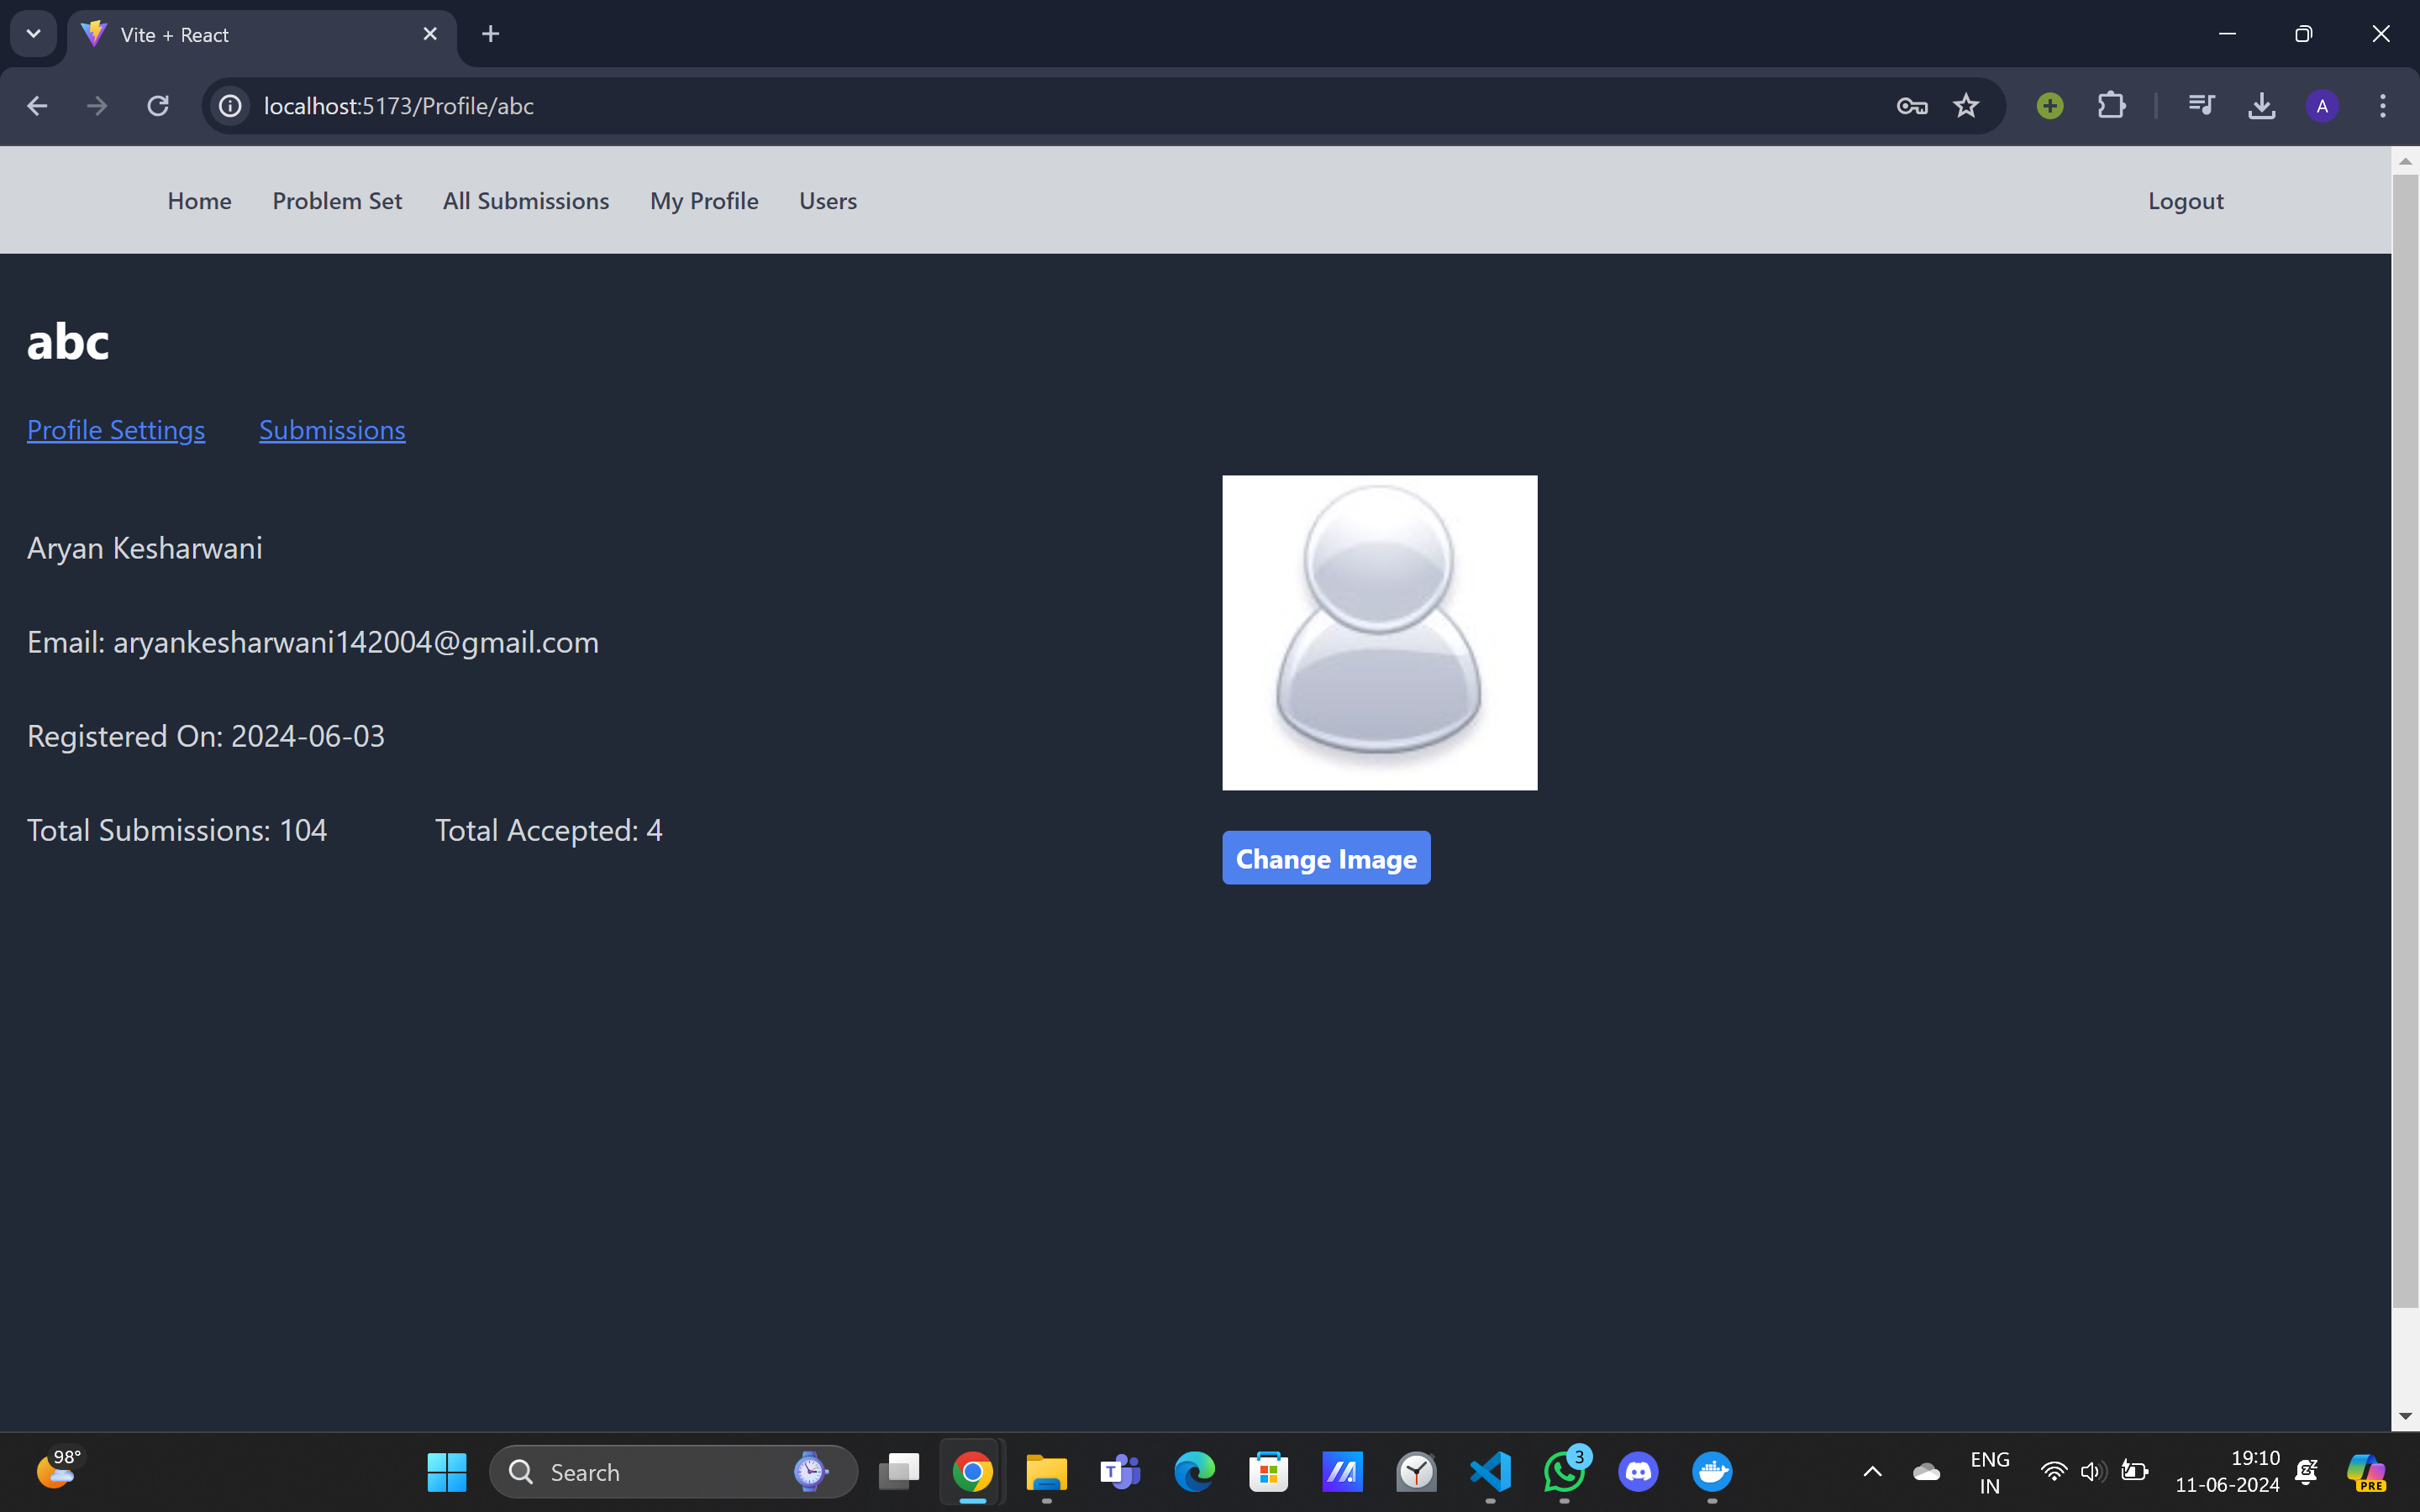 Vite + React
localhost:5173/Profile/abc
A
Home Problem Set All Submissions My Profile Users Logout
abc
Profile Settings Submissions
Aryan Kesharwani
Email: aryankesharwani142004@gmail.com
Registered On: 2024-06-03
Total Submissions: 104 Total Accepted: 4
Change Image
98°
Search
T
3
ENG
IN
19:10
11-06-2024
PRE